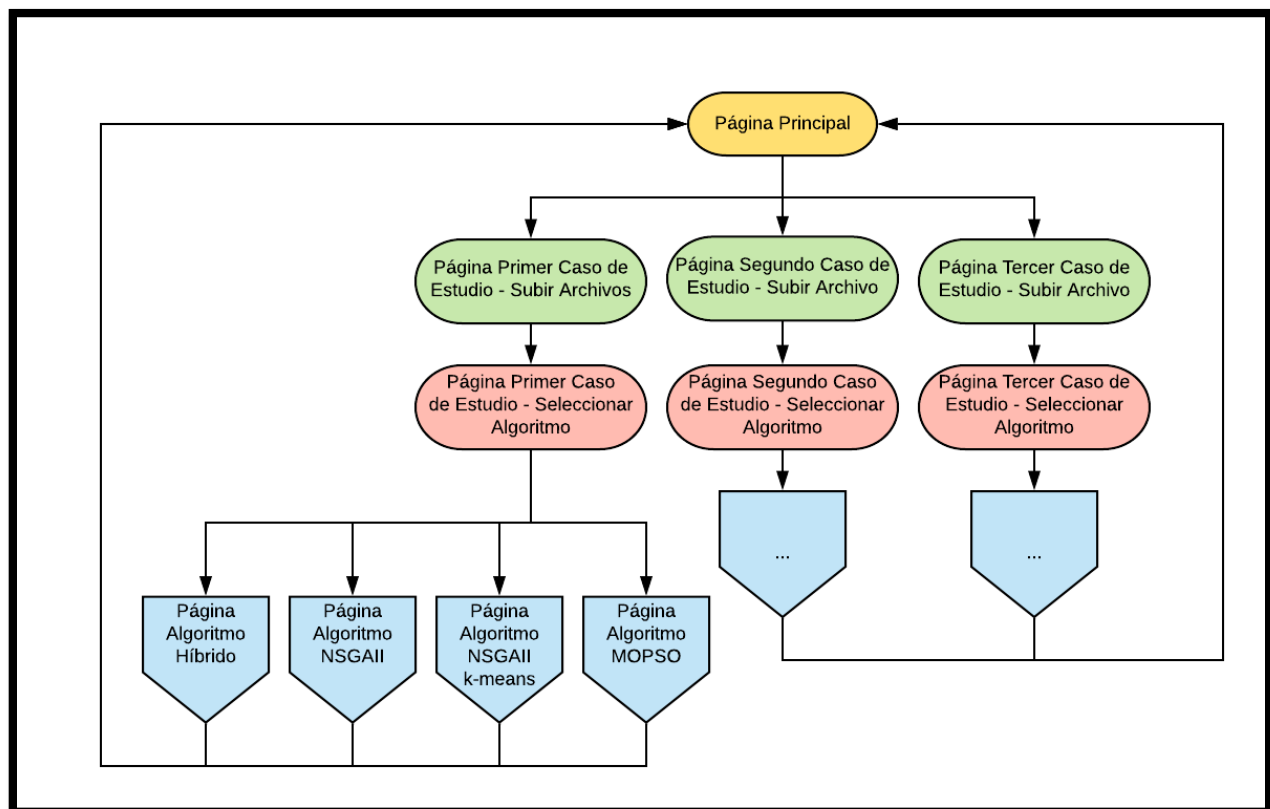 Página Principal
Página Primer Caso de
Estudio - Subir Archivos
Página Segundo Caso de
Estudio - Subir Archivo
Página Tercer Caso de
Estudio - Subir Archivo
Página Primer Caso
de Estudio - Seleccionar
Algoritmo
Página Segundo Caso
de Estudio - Seleccionar
Algoritmo
Página Tercer Caso de
Estudio - Seleccionar
Algoritmo
...
...
Página
Algoritmo
Híbrido
Página
Algoritmo
NSGAII
Página
Algoritmo
NSGAII
k-means
Página
Algoritmo
MOPSO